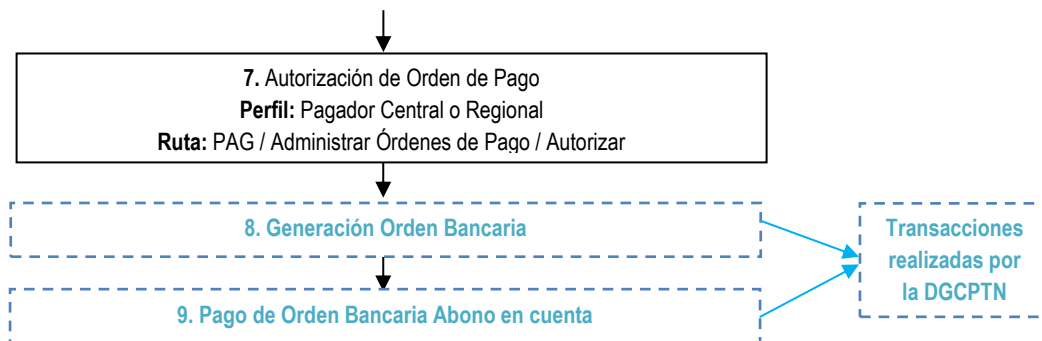 7. Autorización de Orden de Pago
Perfil: Pagador Central o Regional
Ruta: PAG / Administrar Órdenes de Pago / Autorizar
8. Generación Orden Bancaria
9. Pago de Orden Bancaria Abono en cuenta
Transacciones
realizadas por
la DGCPTN